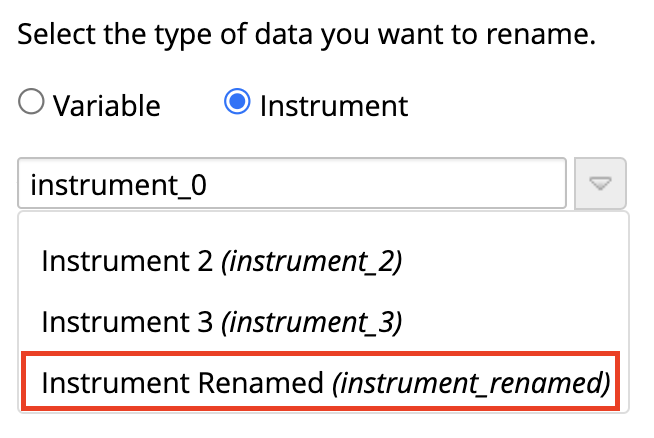 Select the type of data you want to rename.
Variable Instrument
instrument_0
Instrument 2 (instrument_2)
Instrument 3 (instrument_3)
Instrument Renamed (instrument_renamed)